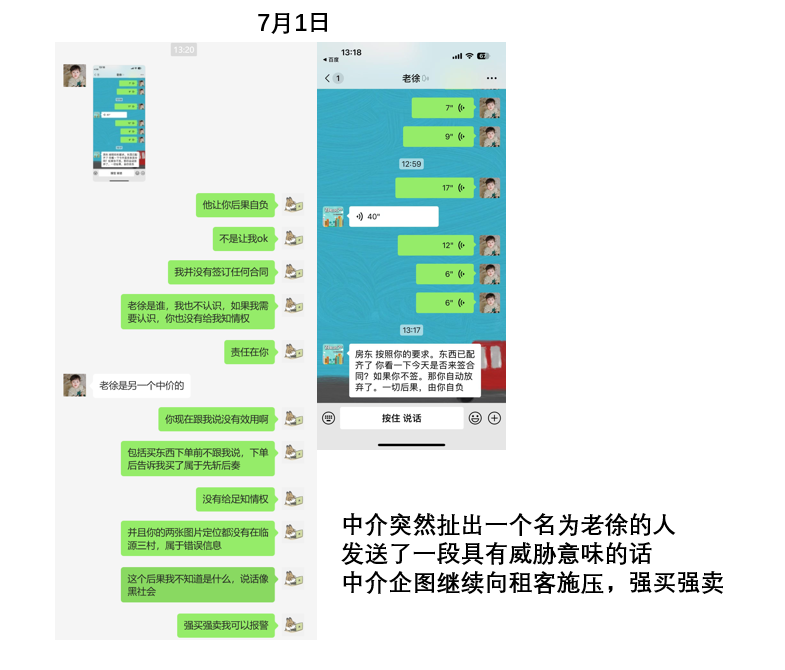 7月1日
13:20
他让你后果自负
不是让我ok
我并没有签订任何合同
老徐是谁，我也不认识，如果我需
要认识，你也没有给我知情权
责任在你
老徐是另一个中价的
你现在跟我说没有效用啊
包括买东西下单前不跟我说，下单
后告诉我买了属于先斩后奏
没有给足知情权
并且你的两张图片定位都没有在临
源三村，属于错误信息
这个后果我不知道是什么，说话像
黑社会
强买强卖我可以报警
13:18
百度
1
老徐
7"
9"
12:59
17"
40"
12"
6"
6"
13:17
房东 按照你的要求。东西已配
齐了 你看一下今天是否来签合
同？如果你不签。那你自动放
弃了。一切后果，由你自负
按住 说话
中介突然扯出一个名为老徐的人
发送了一段具有威胁意味的话
中介企图继续向租客施压，强买强卖